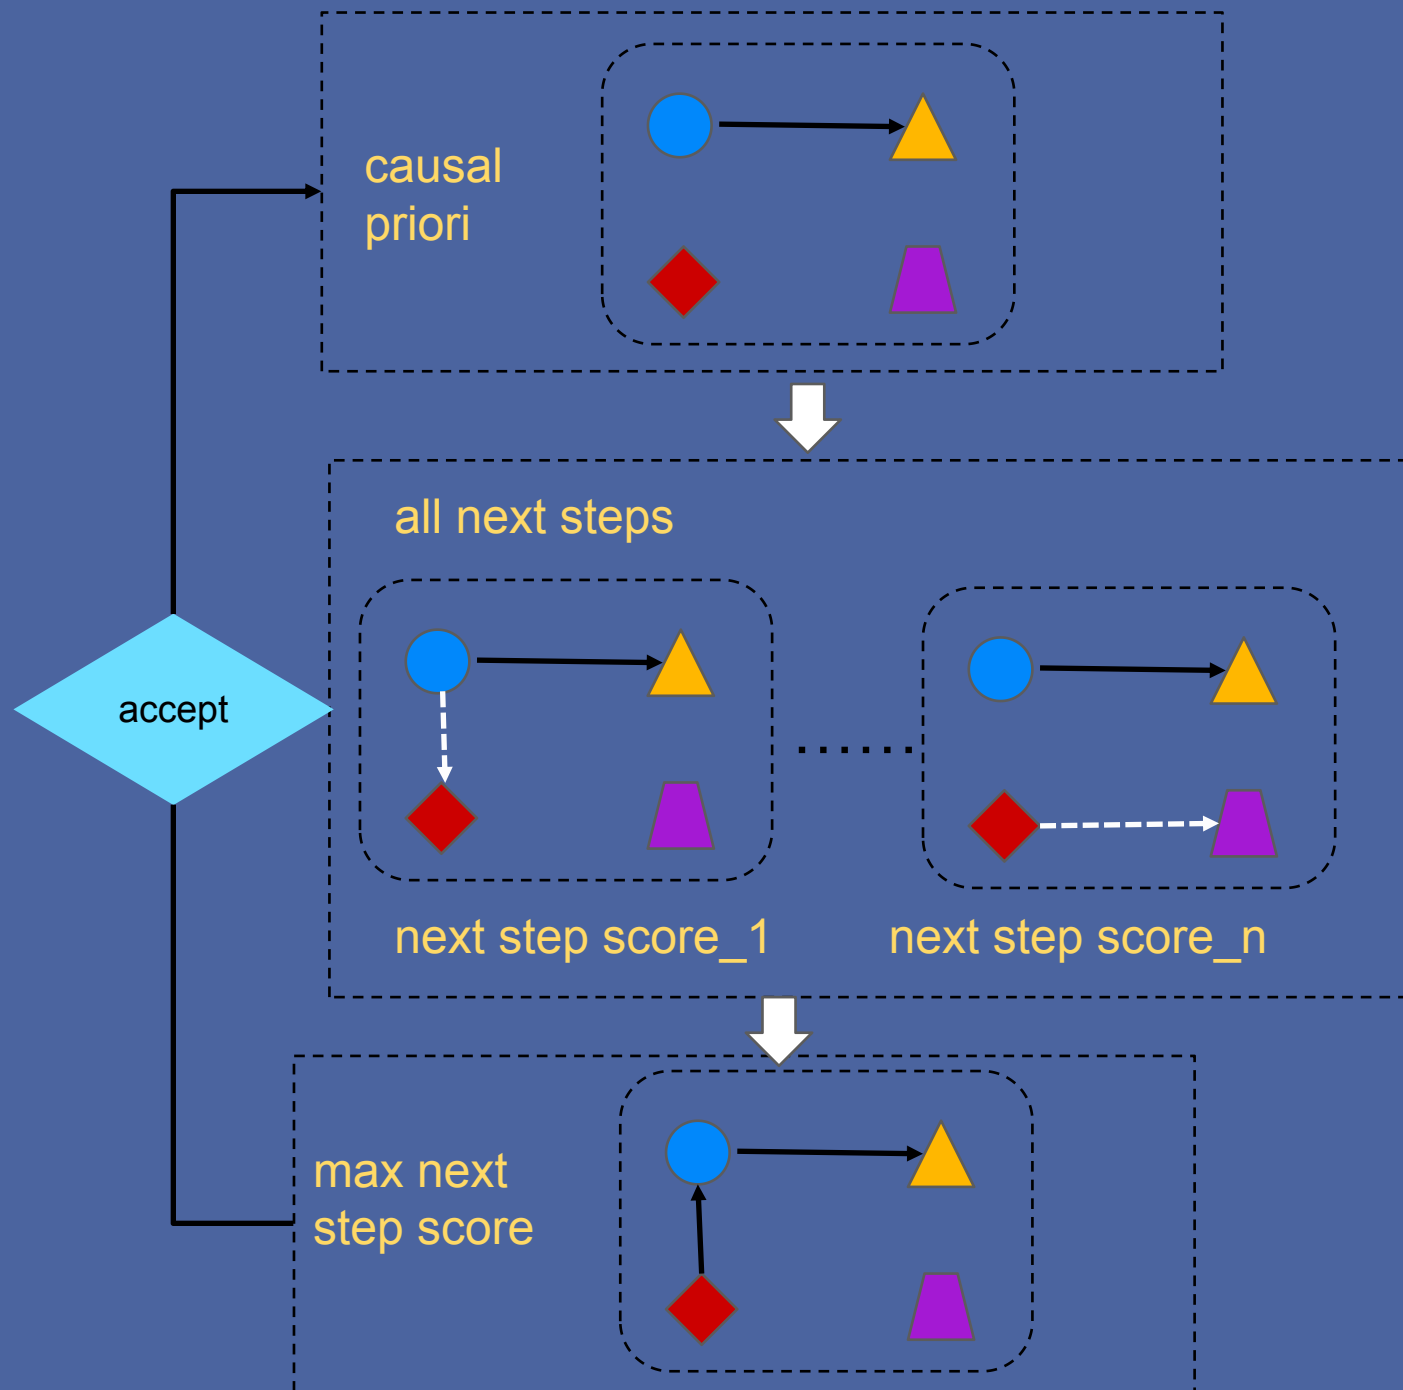 causal
priori
all next steps
accept
next step score_1
next step score_n
max next
step score